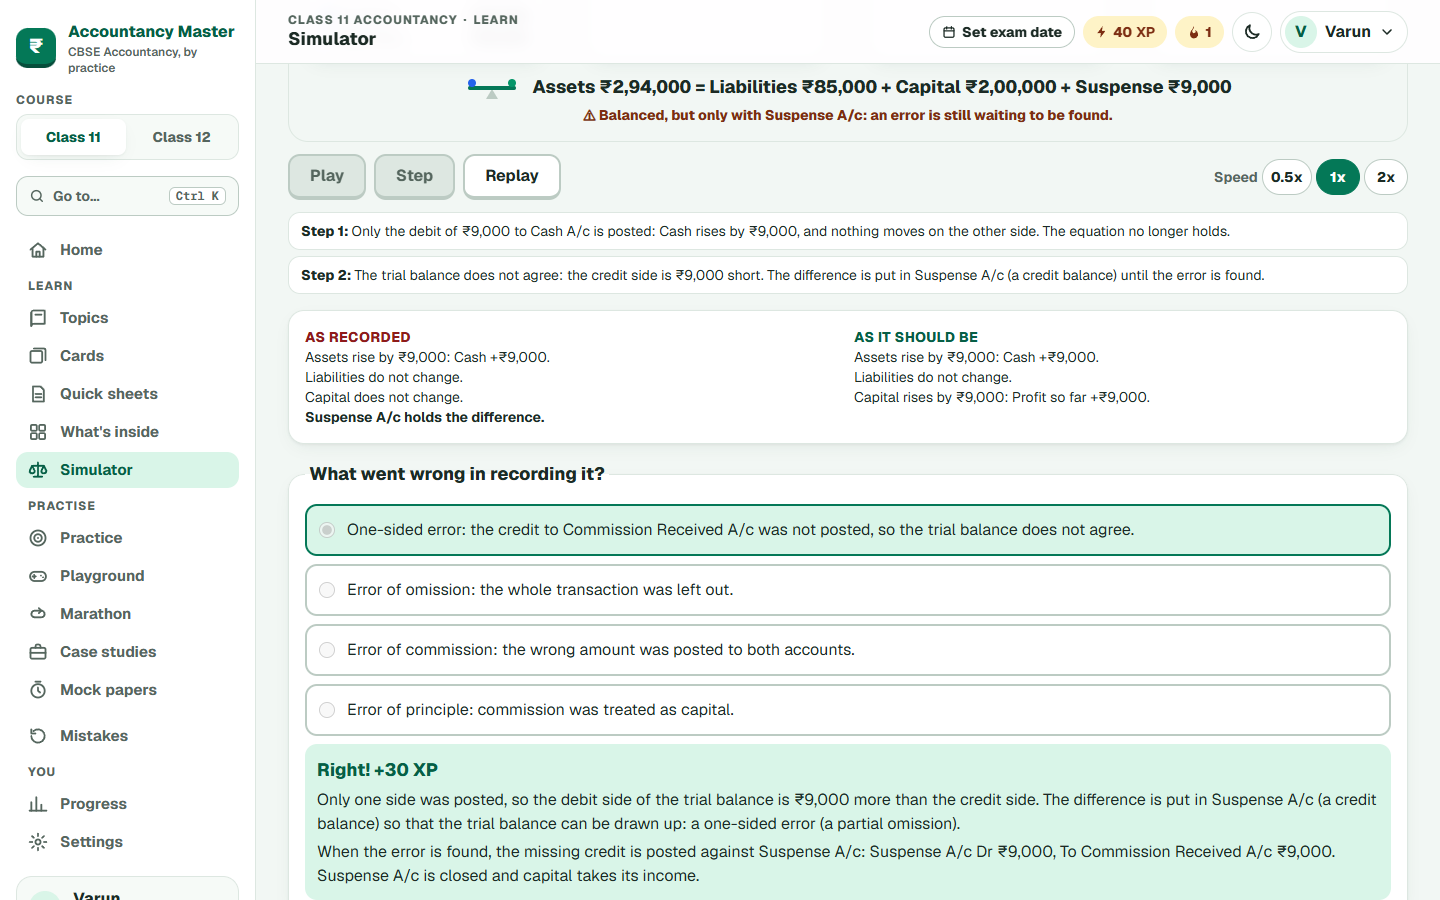 Accountancy Master
CBSE Accountancy, by
practice
COURSE
Class 11
Class 12
Go to...
Ctrl K
Home
LEARN
Topics
Cards
Quick sheets
What's inside
Simulator
PRACTISE
Practice
Playground
Marathon
Case studies
Mock papers
Mistakes
YOU
Progress
Settings
Varun
CLASS 11 ACCOUNTANCY · LEARN
Simulator
Set exam date
40 XP
1
V
Varun
Assets ₹2,94,000 = Liabilities ₹85,000 + Capital ₹2,00,000 + Suspense ₹9,000
⚠ Balanced, but only with Suspense A/c: an error is still waiting to be found.
Play
Step
Replay
Speed
0.5x
1x
2x
Step 1: Only the debit of ₹9,000 to Cash A/c is posted: Cash rises by ₹9,000, and nothing moves on the other side. The equation no longer holds.
Step 2: The trial balance does not agree: the credit side is ₹9,000 short. The difference is put in Suspense A/c (a credit balance) until the error is found.
AS RECORDED
Assets rise by ₹9,000: Cash +₹9,000.
Liabilities do not change.
Capital does not change.
Suspense A/c holds the difference.
AS IT SHOULD BE
Assets rise by ₹9,000: Cash +₹9,000.
Liabilities do not change.
Capital rises by ₹9,000: Profit so far +₹9,000.
What went wrong in recording it?
One-sided error: the credit to Commission Received A/c was not posted, so the trial balance does not agree.
Error of omission: the whole transaction was left out.
Error of commission: the wrong amount was posted to both accounts.
Error of principle: commission was treated as capital.
Right! +30 XP
Only one side was posted, so the debit side of the trial balance is ₹9,000 more than the credit side. The difference is put in Suspense A/c (a credit
balance) so that the trial balance can be drawn up: a one-sided error (a partial omission).
When the error is found, the missing credit is posted against Suspense A/c: Suspense A/c Dr ₹9,000, To Commission Received A/c ₹9,000.
Suspense A/c is closed and capital takes its income.